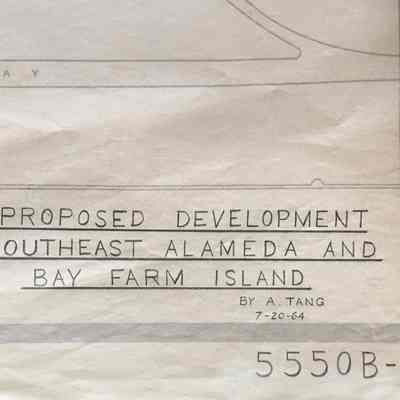 A Y
PROPOSED DEVELOPMENT
OUTHEAST ALAMEDA AND
BAY FARM ISLAND
BY A. TANG
7-20-64
5550B-